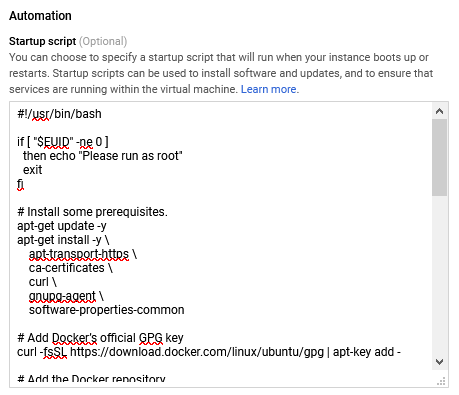 Automation
Startup script (Optional)
You can choose to specify a startup script that will run when your instance boots up or
restarts. Startup scripts can be used to install software and updates, and to ensure that
services are running within the virtual machine. Learn more.
#!/usr/bin/bash
if [ "$EUID" -ne 0 ]
then echo "Please run as root"
exit
fi
# Install some prerequisites.
apt-get update -y
apt-get install -y \
apt-transport-https \
ca-certificates \
curl \
gnupg-agent \
software-properties-common
# Add Docker's official GPG key
curl -fsSL https://download.docker.com/linux/ubuntu/gpg | apt-key add -
# Add the Docker repository